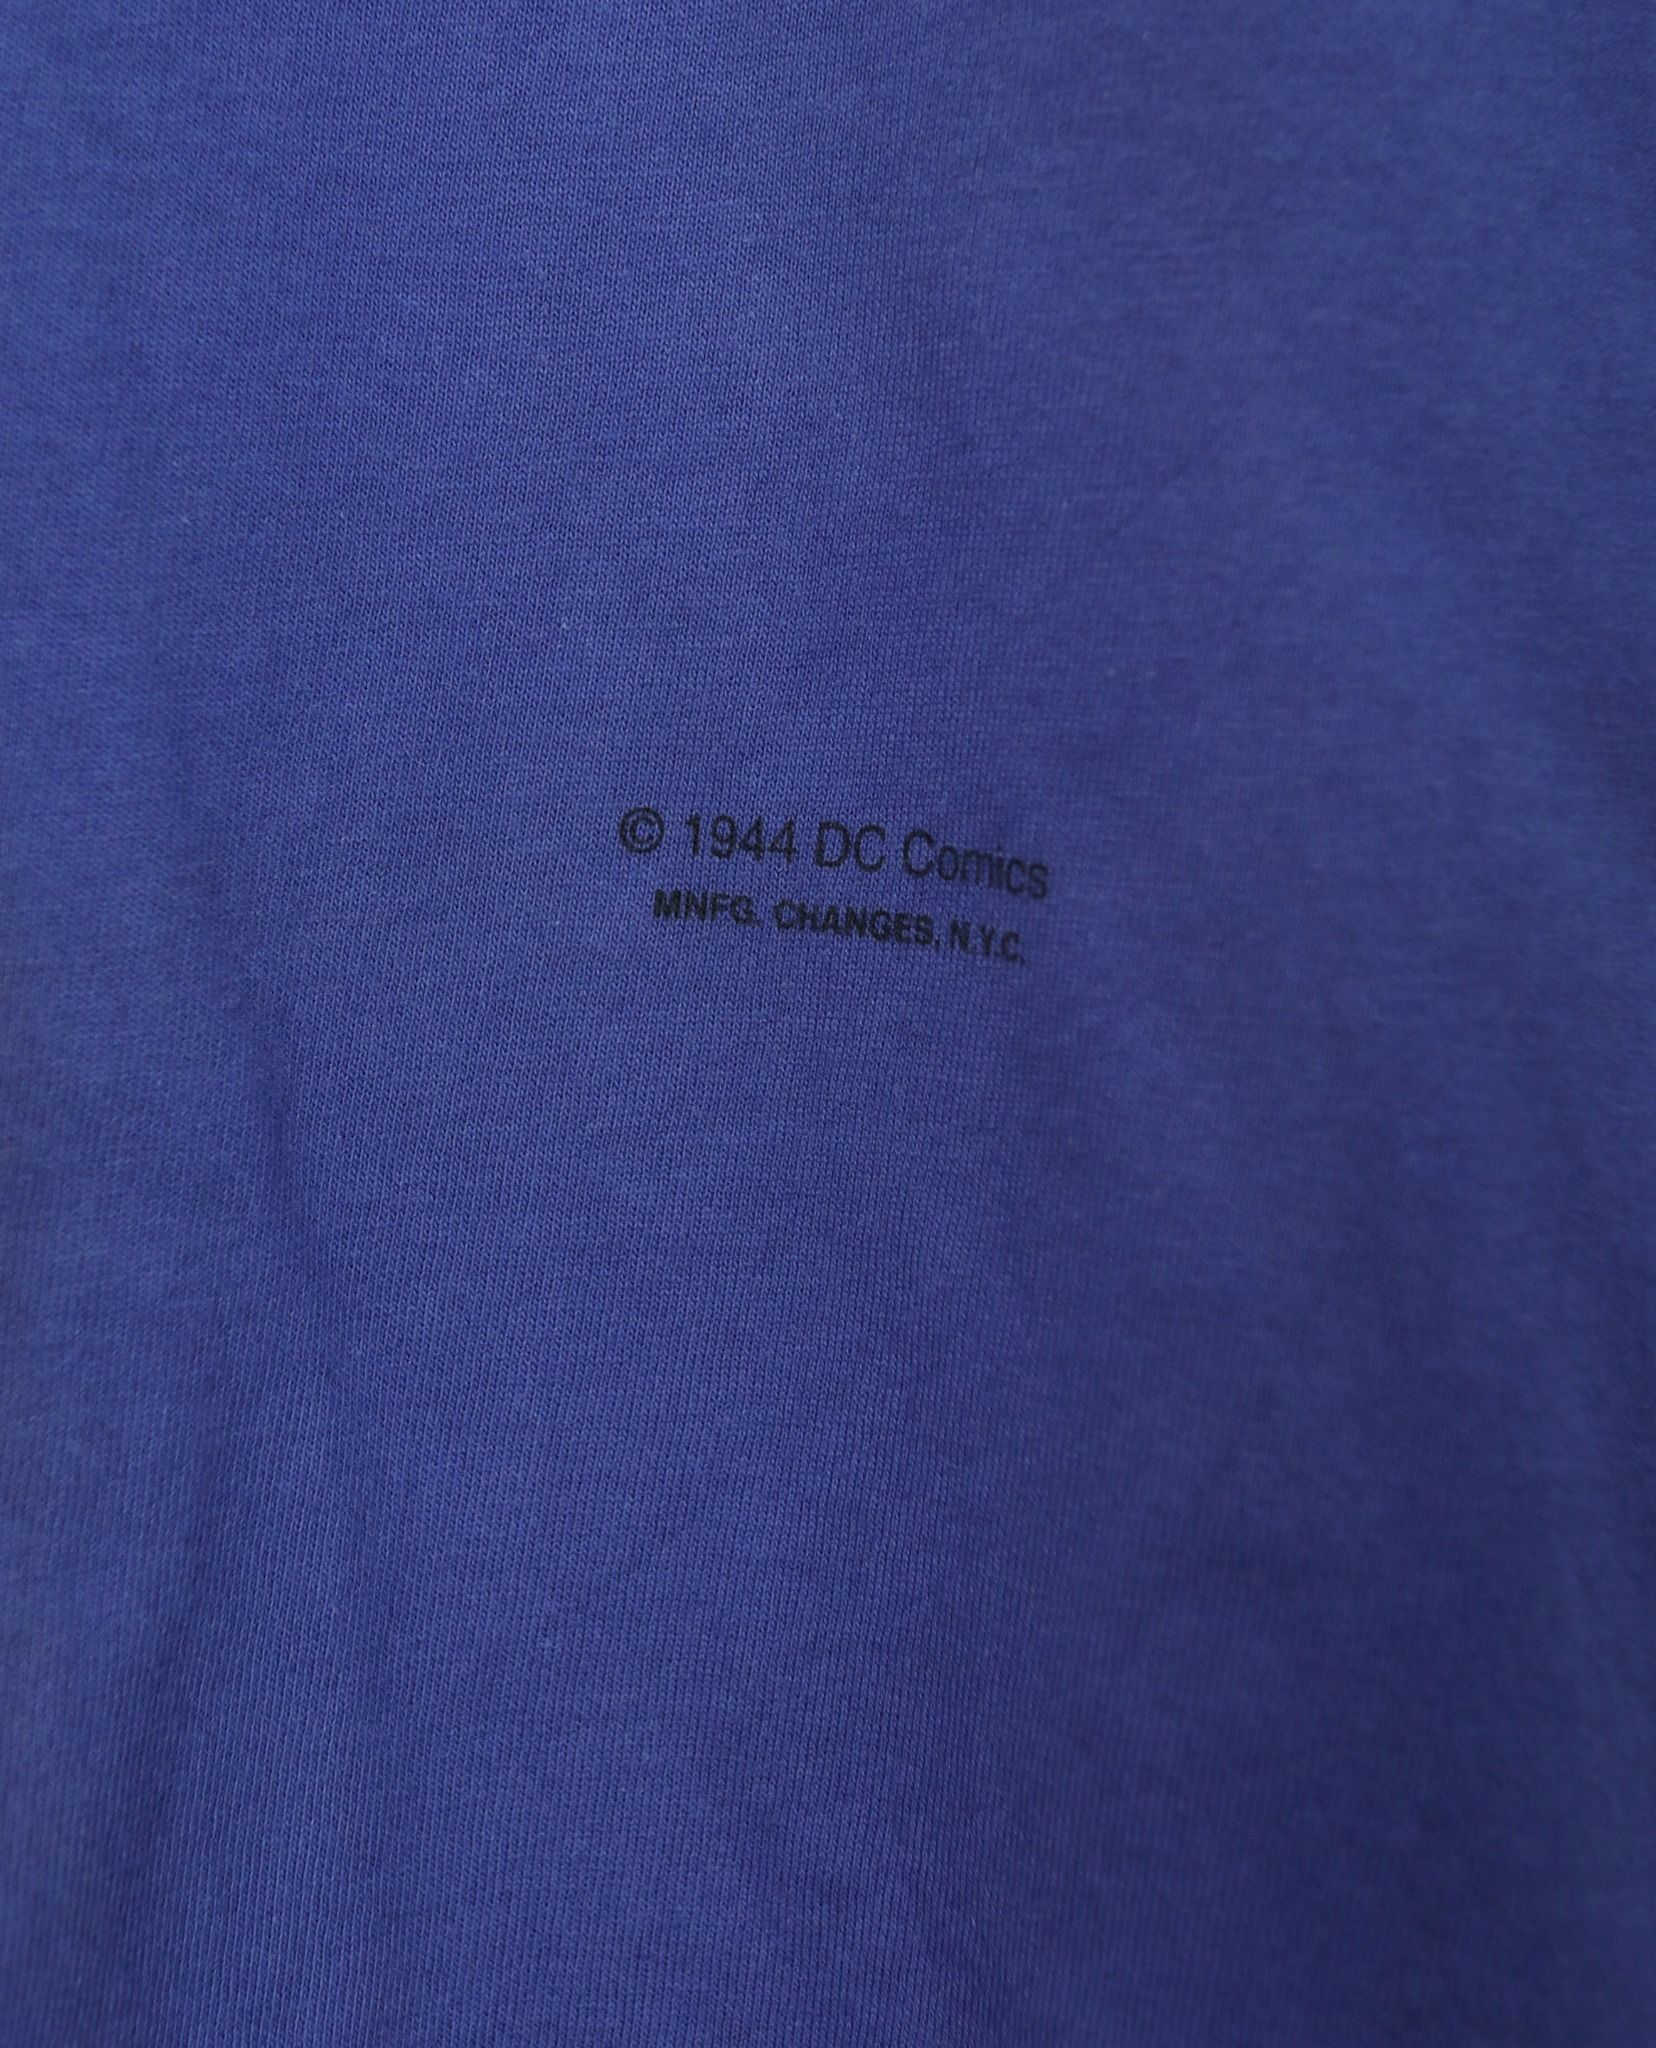 © 1944 DC Comics
MNFG. CHANGES, N.Y.C.